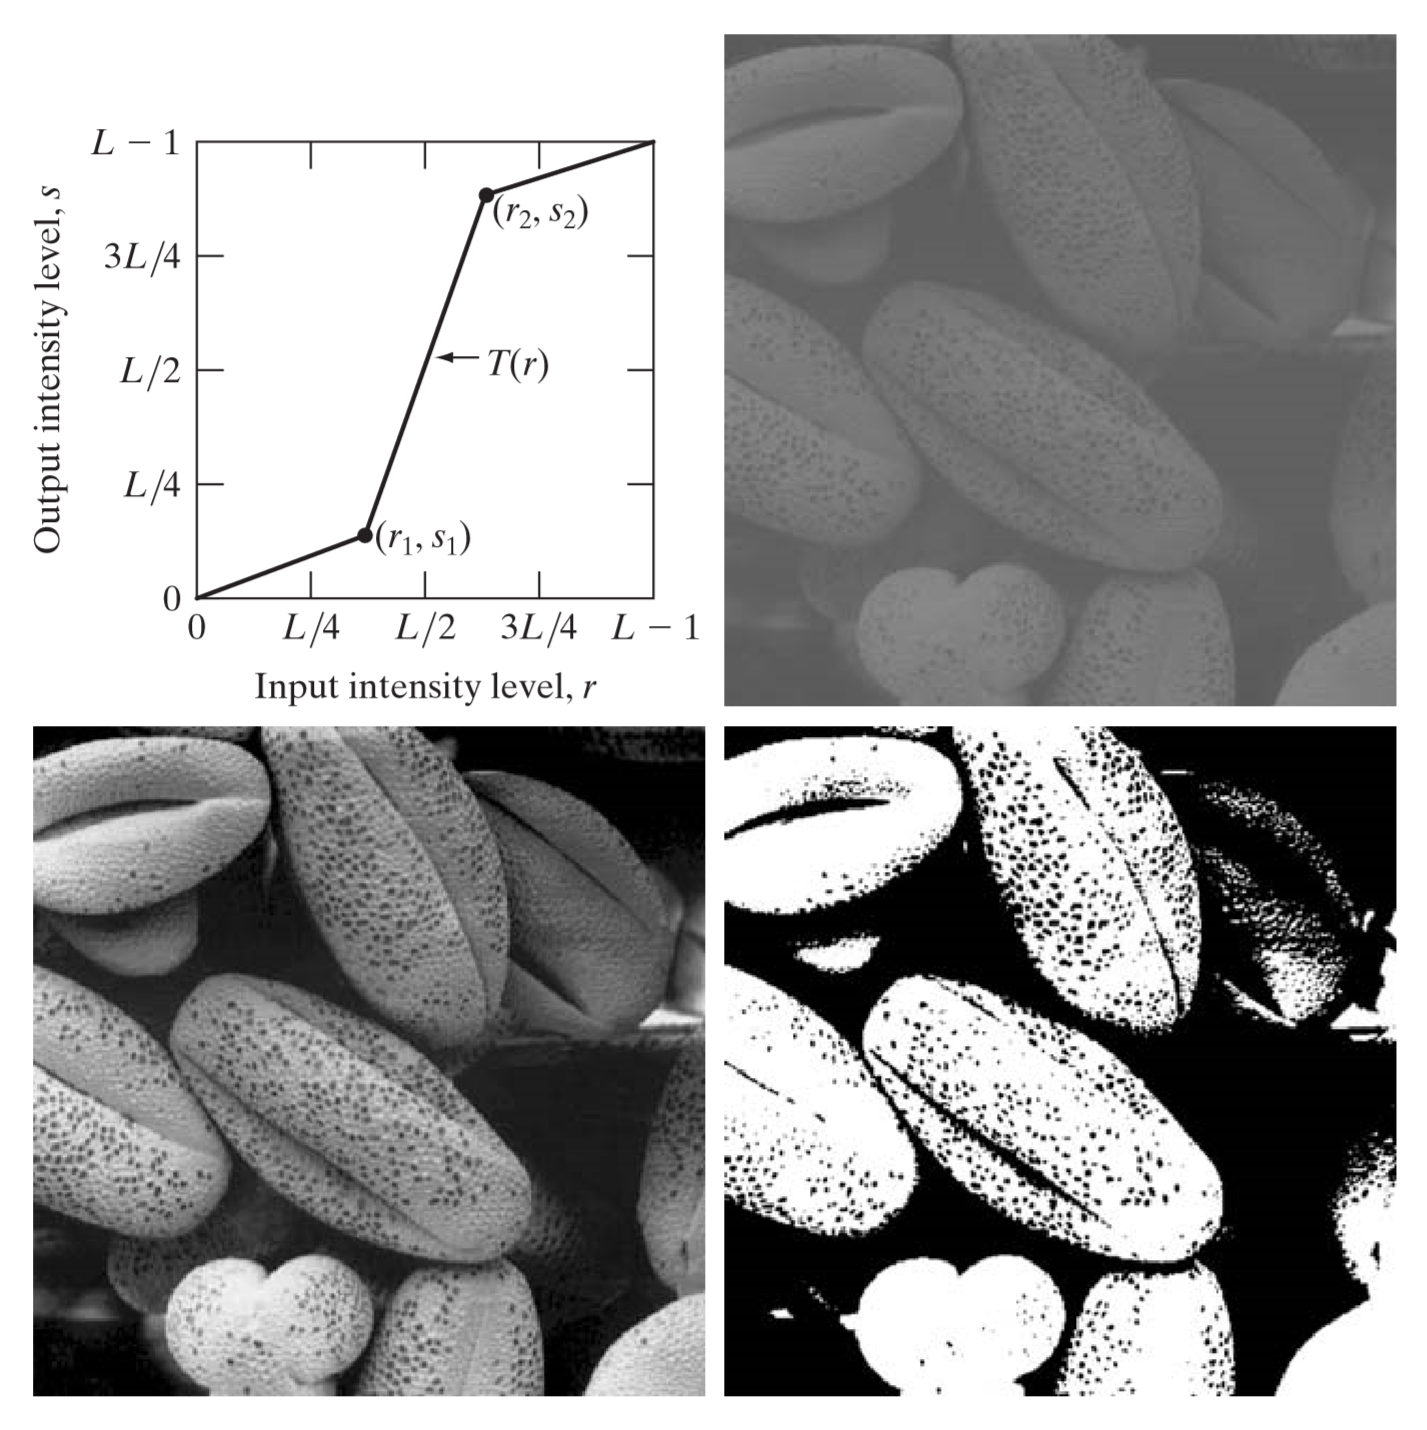 L − 1
(r₂, s₂)
3L/4
L/2
T(r)
L/4
(r₁, s₁)
0
0 L/4 L/2 3L/4 L − 1
Output intensity level, s
Input intensity level, r